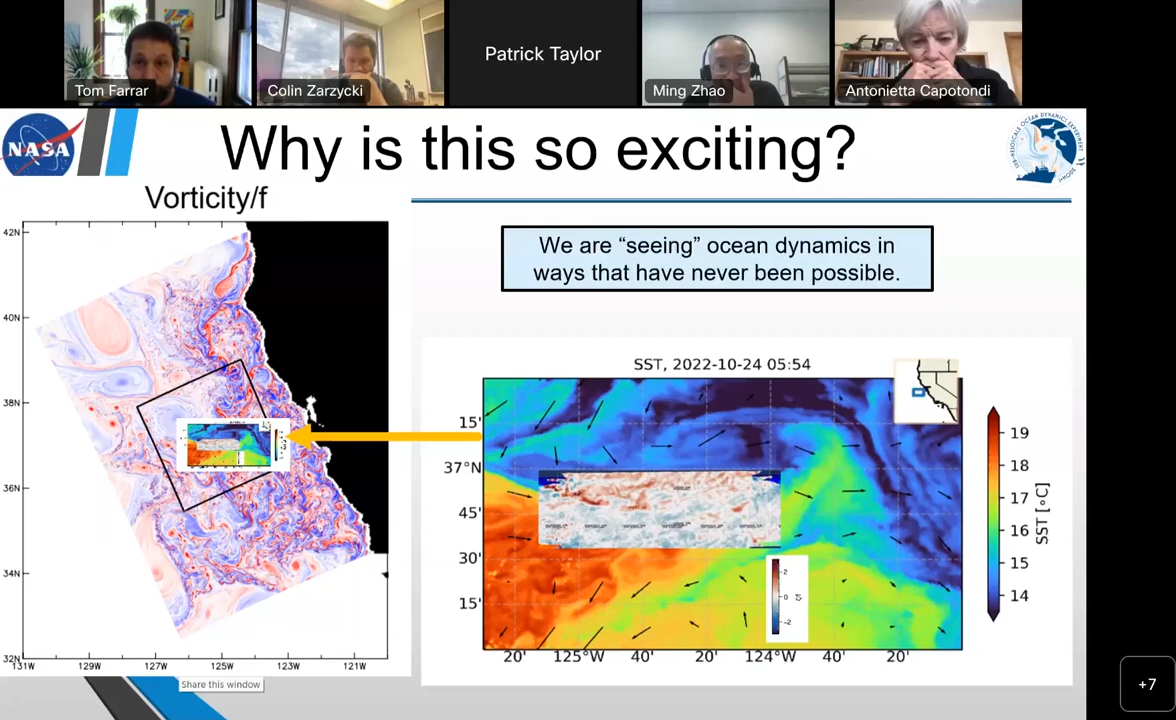 Patrick Taylor
Tom Farrar
Colin Zarzycki
Ming Zhao
Antonietta Capotondi
NASA
Why is this so exciting?
Vorticity/f
We are “seeing” ocean dynamics in
ways that have never been possible.
42N
40N
38N
36N
34N
32N
131W
129W
127W
125W
123W
121W
SST, 2022-10-24 05:54
15'
37°N
45'
30'
15'
20'
125°W
40'
20'
124°W
40'
20'
2
0
-2
19
18
17
16
15
14
SST [∘C]
Share this window
+7